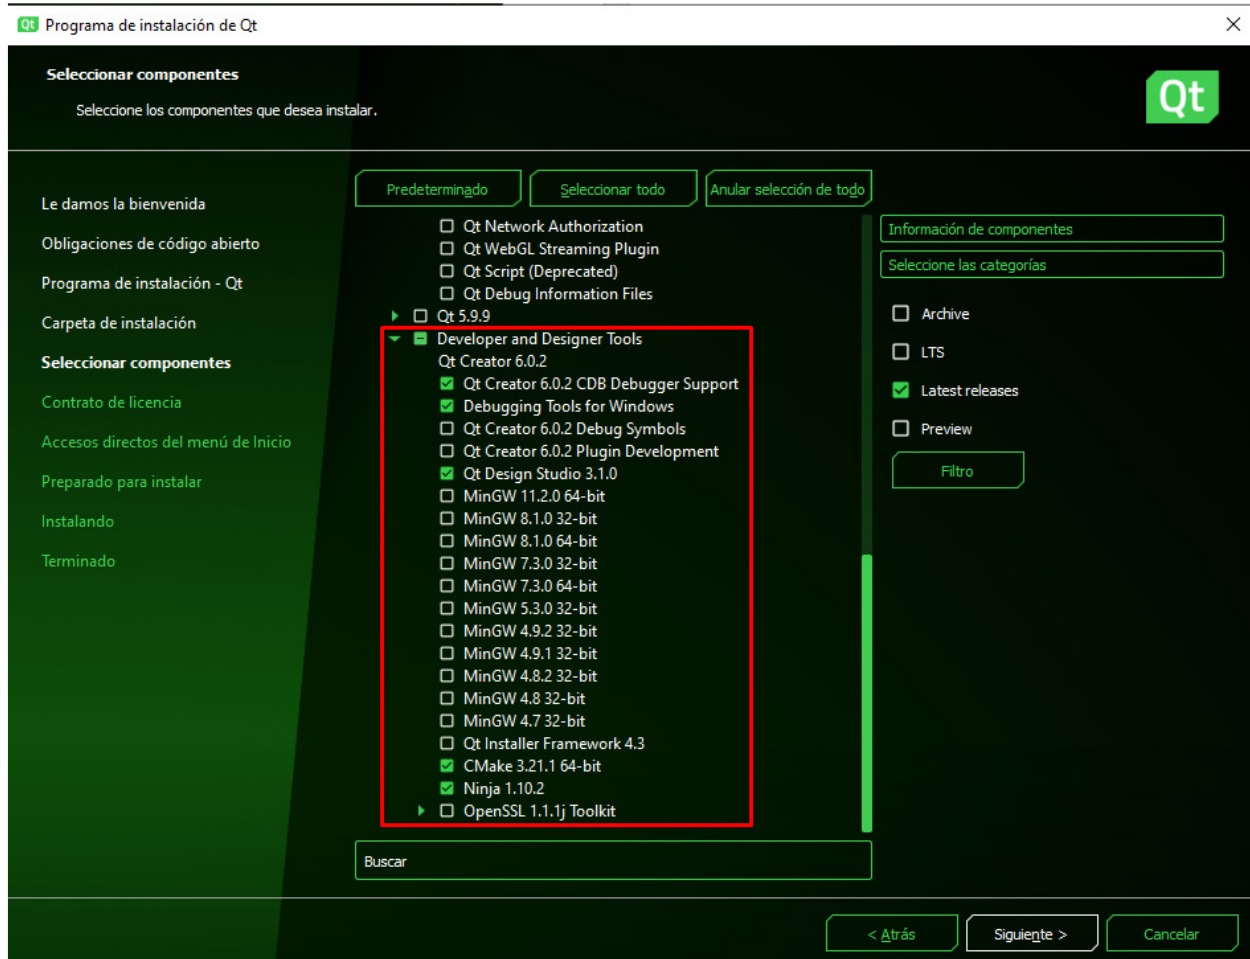 Qt Programa de instalación de Qt
Seleccionar componentes
Seleccione los componentes que desea instalar.
Qt
Le damos la bienvenida
Obligaciones de código abierto
Programa de instalación - Qt
Carpeta de instalación
Seleccionar componentes
Contrato de licencia
Accesos directos del menú de Inicio
Preparado para instalar
Instalando
Terminado
Predeterminado
Seleccionar todo
Anular selección de todo
Qt Network Authorization
Qt WebGL Streaming Plugin
Qt Script (Deprecated)
Qt Debug Information Files
Qt 5.9.9
Developer and Designer Tools
Qt Creator 6.0.2
Qt Creator 6.0.2 CDB Debugger Support
Debugging Tools for Windows
Qt Creator 6.0.2 Debug Symbols
Qt Creator 6.0.2 Plugin Development
Qt Design Studio 3.1.0
MinGW 11.2.0 64-bit
MinGW 8.1.0 32-bit
MinGW 8.1.0 64-bit
MinGW 7.3.0 32-bit
MinGW 7.3.0 64-bit
MinGW 5.3.0 32-bit
MinGW 4.9.2 32-bit
MinGW 4.9.1 32-bit
MinGW 4.8.2 32-bit
MinGW 4.8 32-bit
MinGW 4.7 32-bit
Qt Installer Framework 4.3
CMake 3.21.1 64-bit
Ninja 1.10.2
OpenSSL 1.1.1j Toolkit
Buscar
Información de componentes
Seleccione las categorías
Archive
LTS
Latest releases
Preview
Filtro
< Atrás
Siguiente >
Cancelar